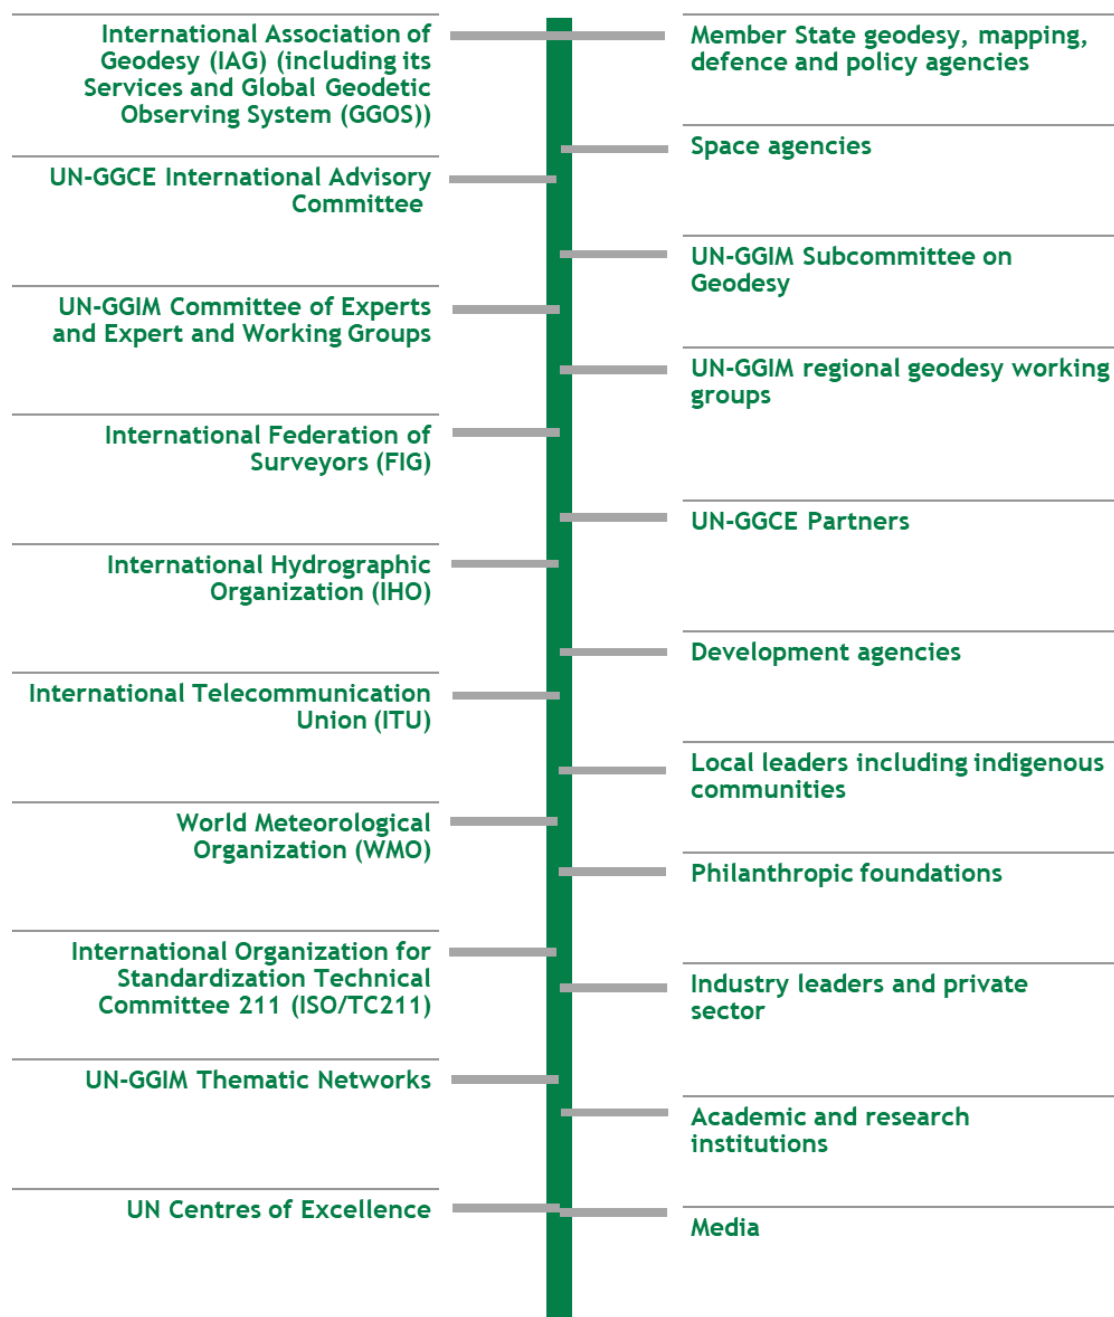 International Association of
Geodesy (IAG) (including its
Services and Global Geodetic
Observing System (GGOS))
UN-GGCE International Advisory
Committee
UN-GGIM Committee of Experts
and Expert and Working Groups
International Federation of
Surveyors (FIG)
International Hydrographic
Organization (IHO)
International Telecommunication
Union (ITU)
World Meteorological
Organization (WMO)
International Organization for
Standardization Technical
Committee 211 (ISO/TC211)
UN-GGIM Thematic Networks
UN Centres of Excellence
Member State geodesy, mapping,
defence and policy agencies
Space agencies
UN-GGIM Subcommittee on
Geodesy
UN-GGIM regional geodesy working
groups
UN-GGCE Partners
Development agencies
Local leaders including indigenous
communities
Philanthropic foundations
Industry leaders and private
sector
Academic and research
institutions
Media